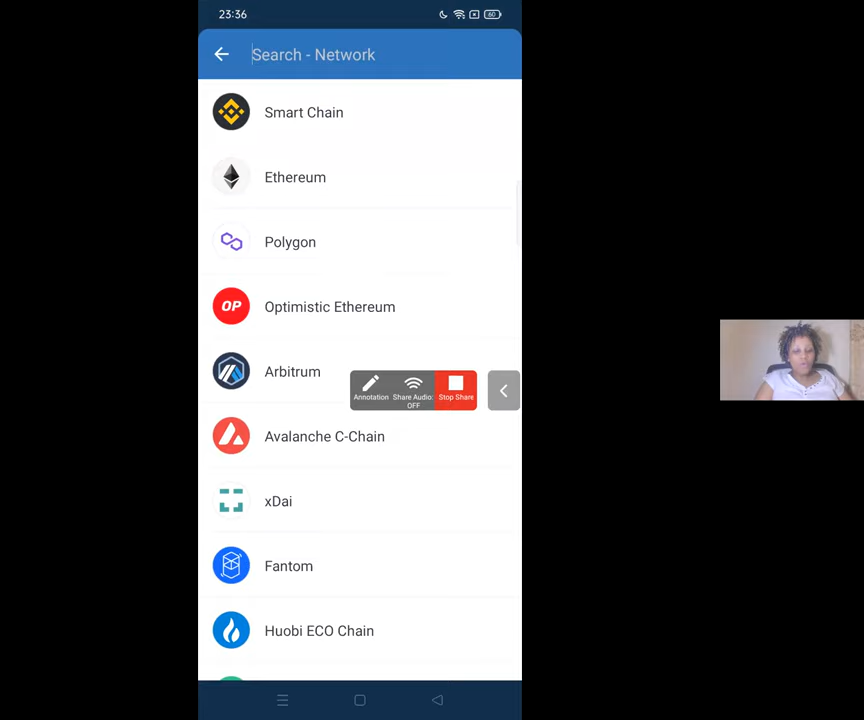 23:36
60
Search - Network
Smart Chain
Ethereum
Polygon
OP
Optimistic Ethereum
Arbitrum
Annotation
Share Audio:
OFF
Stop Share
Avalanche C-Chain
xDai
Fantom
Huobi ECO Chain